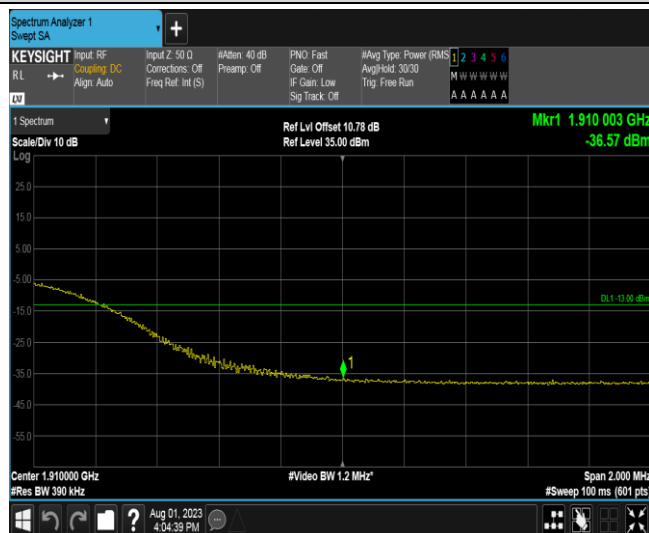 Spectrum Analyzer 1
Swept SA
KEYSIGHT
RL
LXI
Input: RF
Coupling: DC
Align: Auto
Input Z: 50 Ω
Corrections: Off
Freq Ref: Int (S)
#Atten: 40 dB
Preamp: Off
PNO: Fast
Gate: Off
IF Gain: Low
Sig Track: Off
#Avg Type: Power (RMS
Avg|Hold: 30/30
Trig: Free Run
1 2 3 4 5 6
M W W W W W
A A A A A A
1 Spectrum
Scale/Div 10 dB
Ref Lvl Offset 10.78 dB
Ref Level 35.00 dBm
Mkr1 1.910 003 GHz
-36.57 dBm
Log
25.0
15.0
5.00
-5.00
DL1 -13.00 dBm
-15.0
-25.0
1
-35.0
-45.0
-55.0
Center 1.910000 GHz
#Video BW 1.2 MHz*
Span 2.000 MHz
#Res BW 390 kHz
#Sweep 100 ms (601 pts)
?
Aug 01, 2023
4:04:39 PM